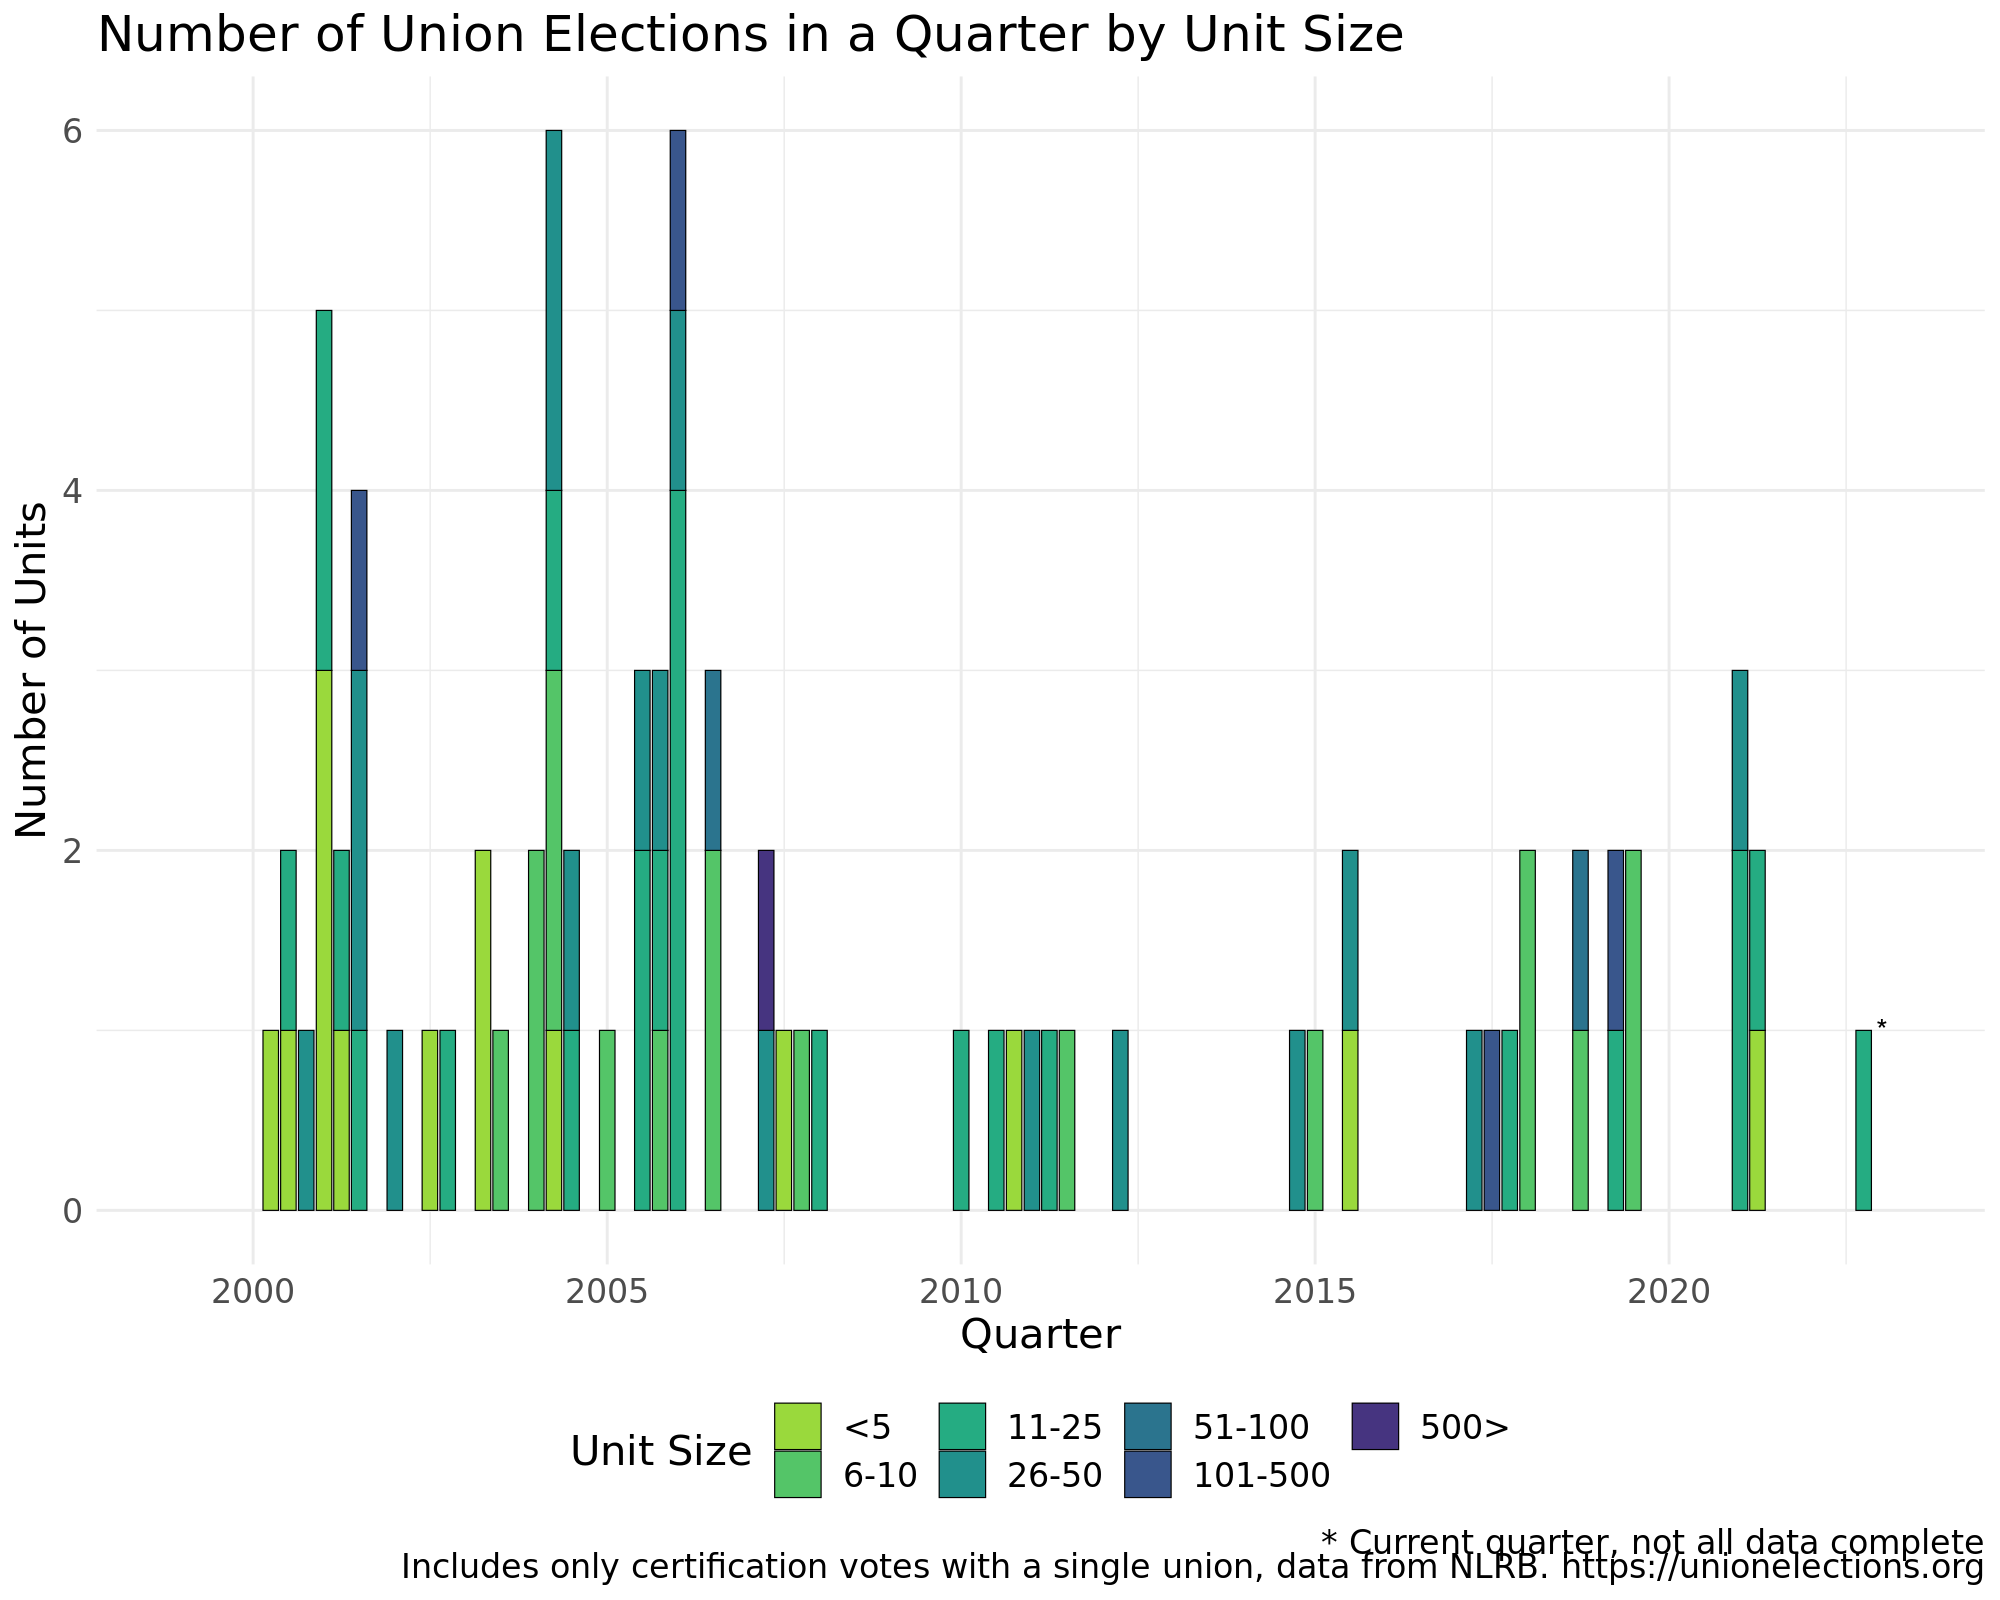 Number of Union Elections in a Quarter by Unit Size
Number of Units
6
4
2
0
*
2000 2005 2010 2015 2020
Quarter
Unit Size
<5 11-25 51-100 500>
6-10 26-50 101-500
* Current quarter, not all data complete
Includes only certification votes with a single union, data from NLRB. https://unionelections.org